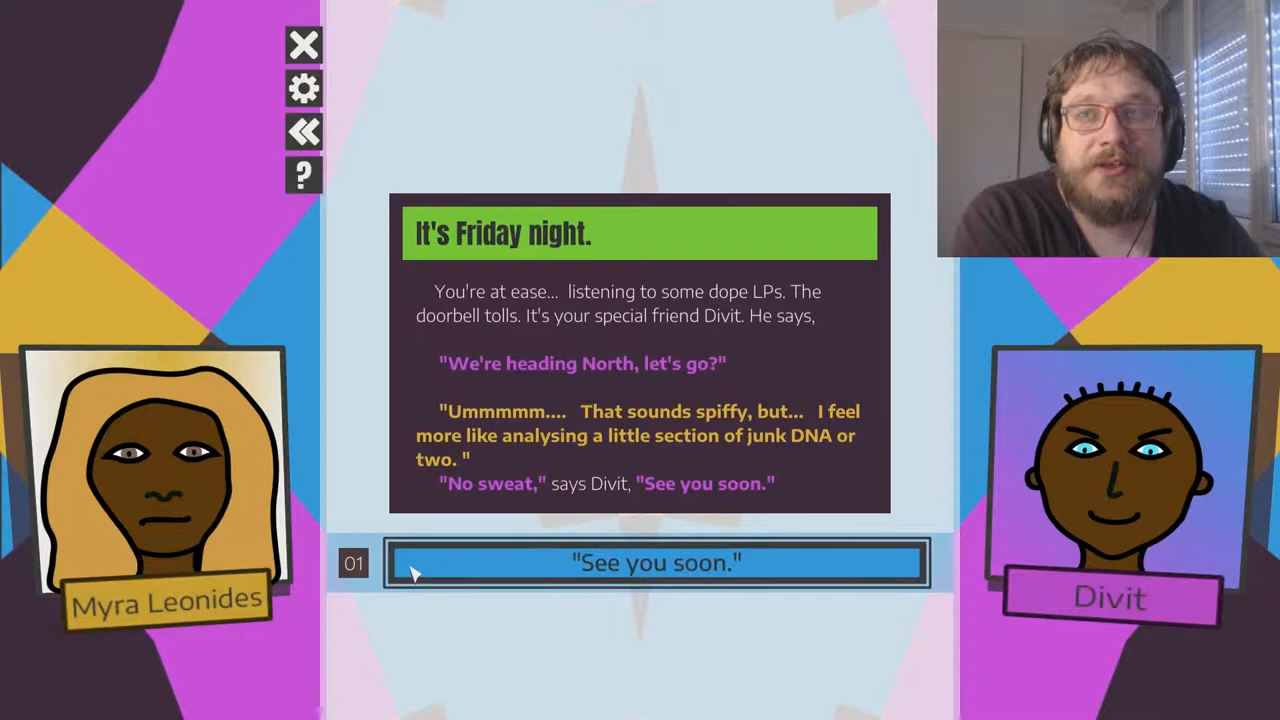 ?
It's Friday night.
You're at ease... listening to some dope LPs. The
doorbell tolls. It's your special friend Divit. He says,
"We're heading North, let's go?"
"Ummmmm.... That sounds spiffy, but... I feel
more like analysing a little section of junk DNA or
two. "
"No sweat," says Divit, "See you soon."
01
"See you soon."
Myra Leonides
Divit